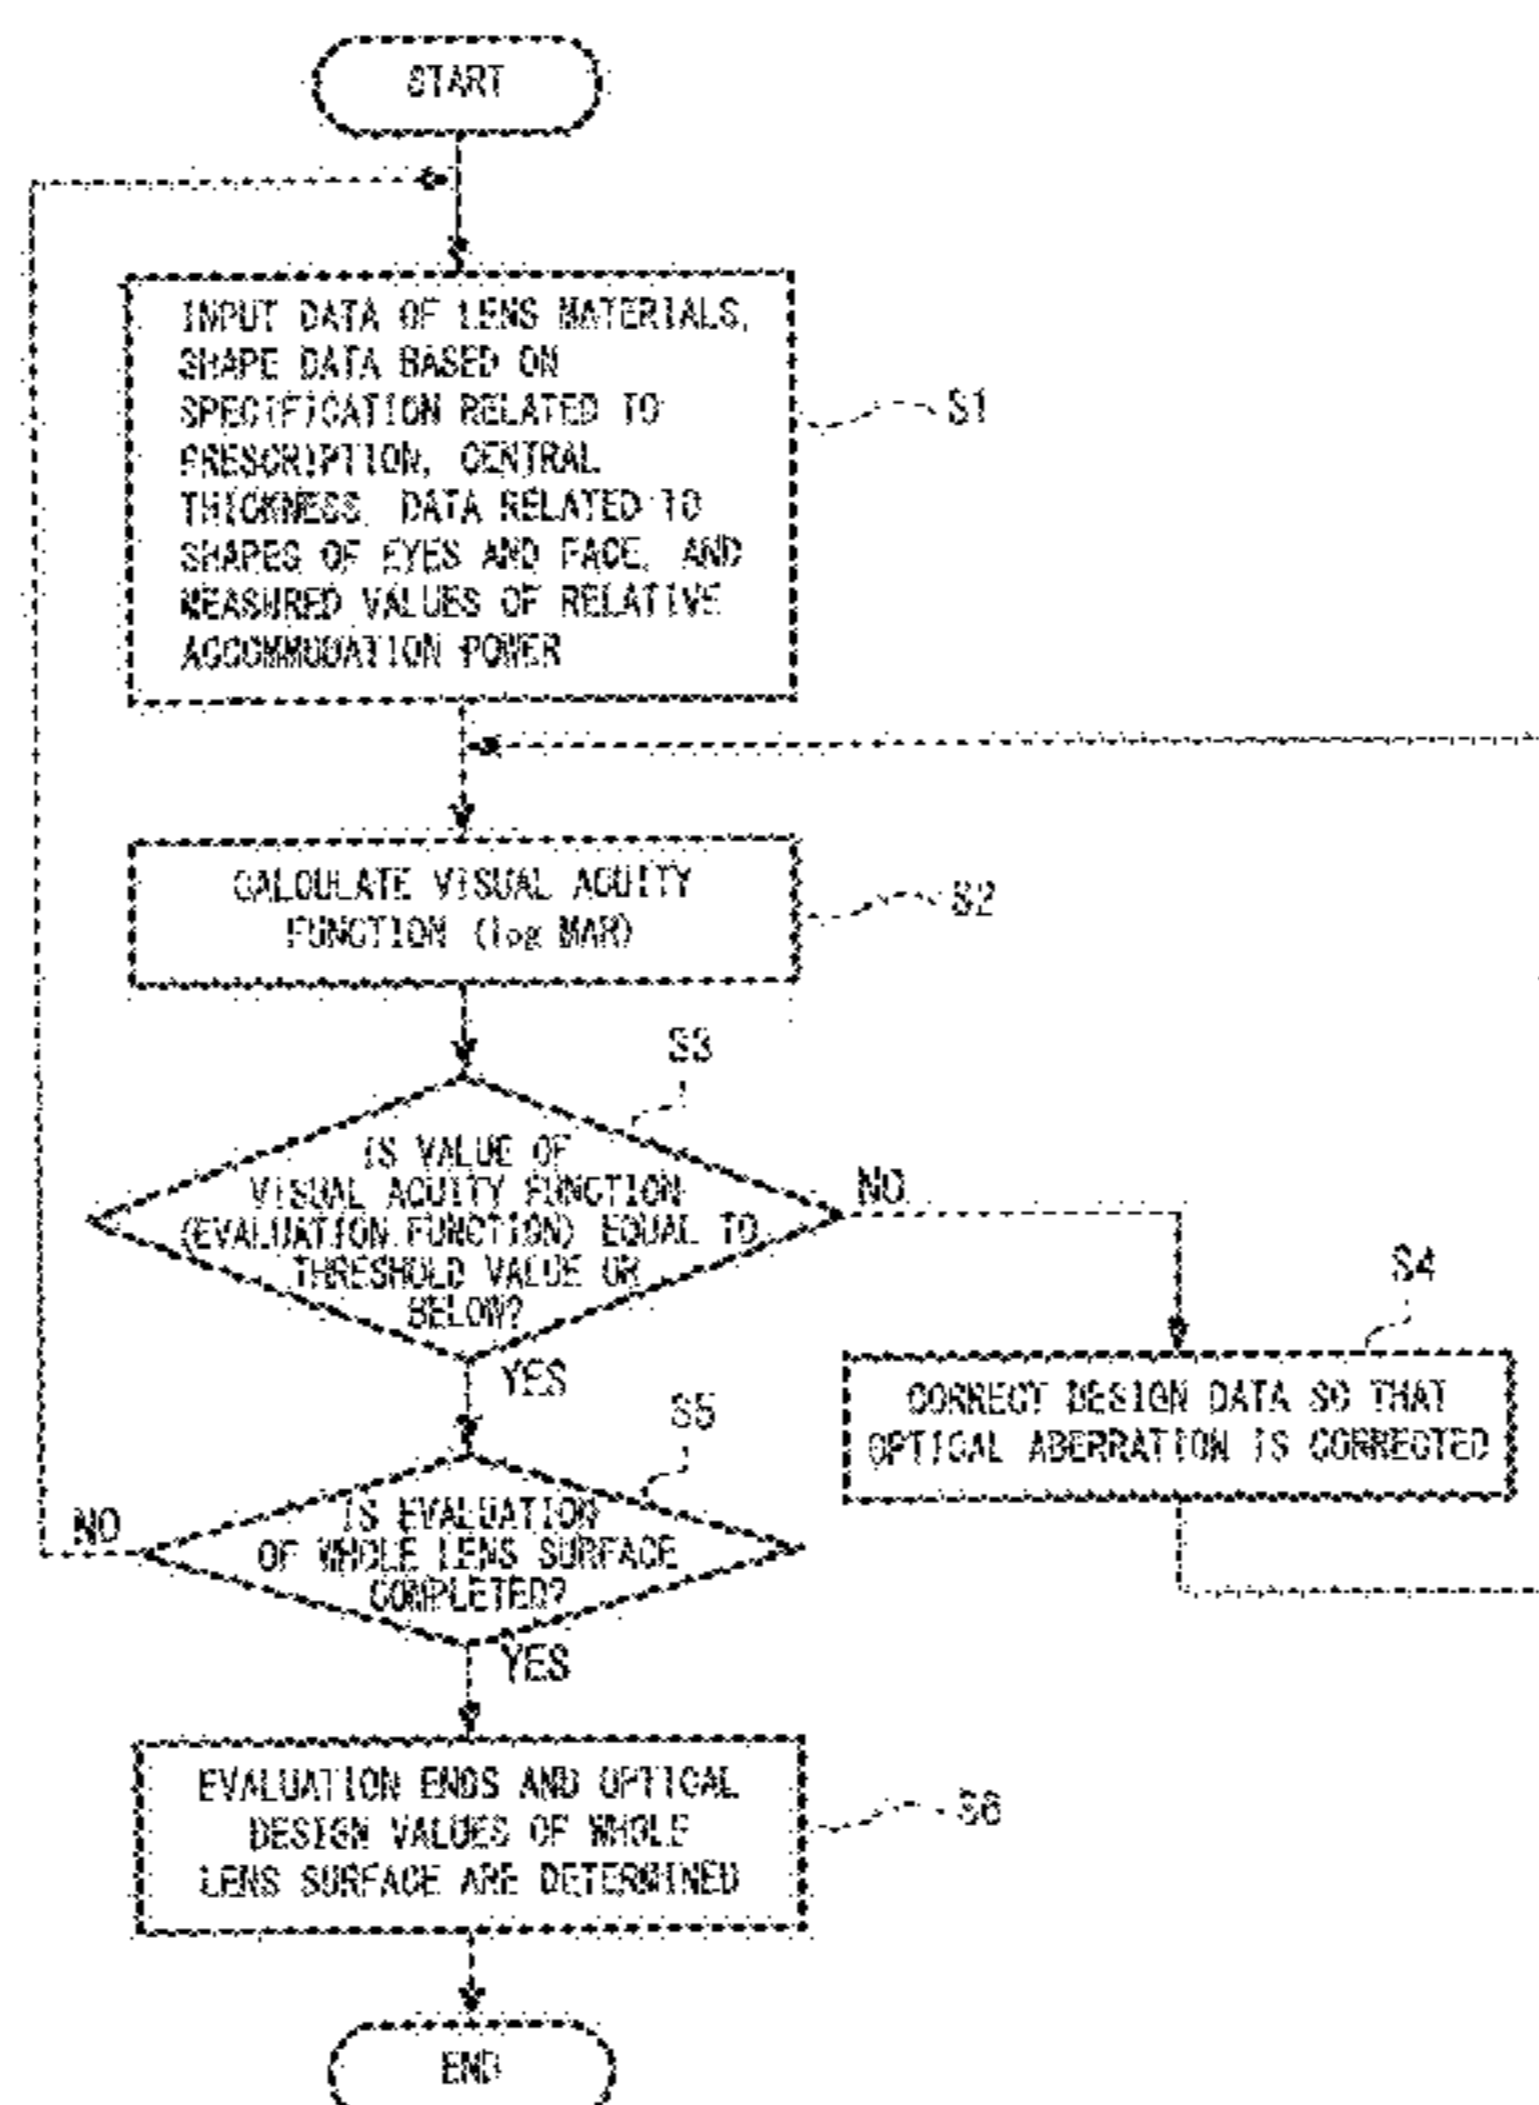 START
INPUT DATA OF LENS MATERIALS,
SHAPE DATA BASED ON
SPECIFICATION RELATED TO
PRESCRIPTION, CENTRAL
THICKNESS, DATA RELATED TO
SHAPES OF EYES AND FACE, AND
MEASURED VALUES OF RELATIVE
ACCOMMODATION POWER
S1
CALCULATE VISUAL ACUITY
FUNCTION (log MAR)
S2
S3
IS VALUE OF
VISUAL ACUITY FUNCTION
(EVALUATION FUNCTION) EQUAL TO
THRESHOLD VALUE OR
BELOW?
NO
YES
S4
CORRECT DESIGN DATA SO THAT
OPTICAL ABERRATION IS CORRECTED
S5
IS EVALUATION
OF WHOLE LENS SURFACE
COMPLETED?
NO
YES
EVALUATION ENDS AND OPTICAL
DESIGN VALUES OF WHOLE
LENS SURFACE ARE DETERMINED
S6
END